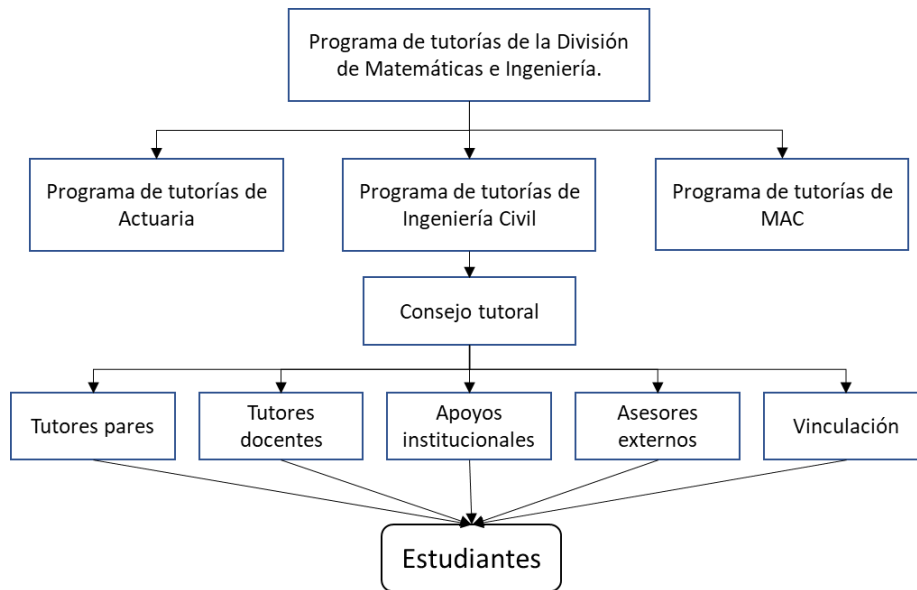 Programa de tutorías de la División
de Matemáticas e Ingeniería.
Programa de tutorías de
Actuaria
Programa de tutorías de
Ingeniería Civil
Programa de tutorías de
MAC
Consejo tutoral
Tutores pares
Tutores
docentes
Apoyos
institucionales
Asesores
externos
Vinculación
Estudiantes